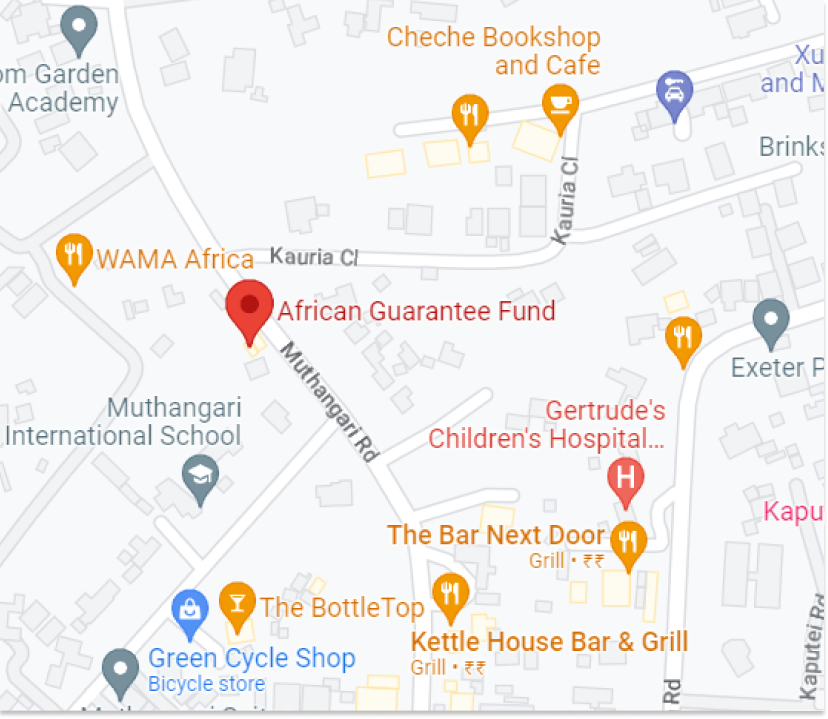 Cheche Bookshop
and Cafe
Xu
and M
om Garden
Academy
Brinks
Kauria Cl
Kauria Cl
WAMA Africa
African Guarantee Fund
Muthangari Rd
Exeter P
Muthangari
International School
Gertrude's
Children's Hospital...
H
Kapu
The Bar Next Door
Grill • ₹₹
The BottleTop
Kettle House Bar & Grill
Grill • ₹₹
Green Cycle Shop
Bicycle store
Kaputei Rd
Rd